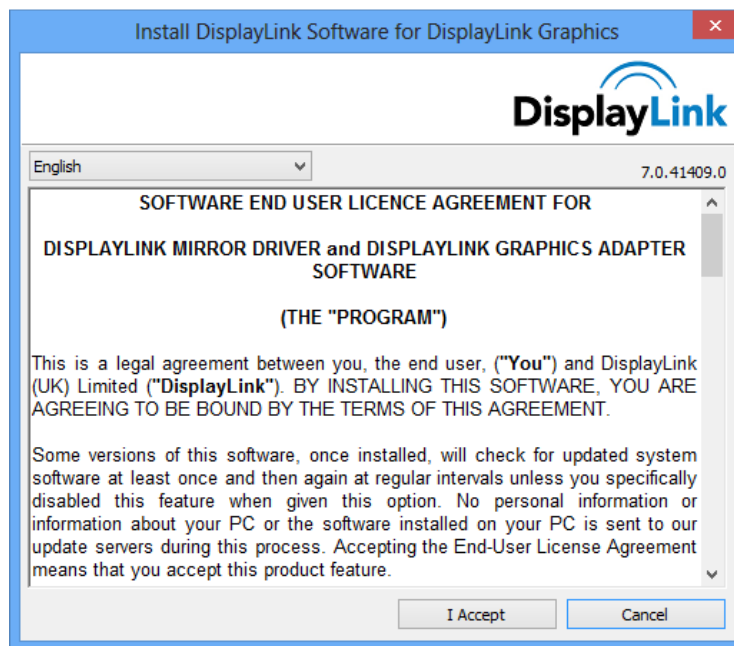 Install DisplayLink Software for DisplayLink Graphics
DisplayLink
English
7.0.41409.0
SOFTWARE END USER LICENCE AGREEMENT FOR
DISPLAYLINK MIRROR DRIVER and DISPLAYLINK GRAPHICS ADAPTER
SOFTWARE
(THE "PROGRAM")
This is a legal agreement between you, the end user, ("You") and DisplayLink
(UK) Limited ("DisplayLink"). BY INSTALLING THIS SOFTWARE, YOU ARE
AGREEING TO BE BOUND BY THE TERMS OF THIS AGREEMENT.
Some versions of this software, once installed, will check for updated system
software at least once and then again at regular intervals unless you specifically
disabled this feature when given this option. No personal information or
information about your PC or the software installed on your PC is sent to our
update servers during this process. Accepting the End-User License Agreement
means that you accept this product feature.
I Accept
Cancel